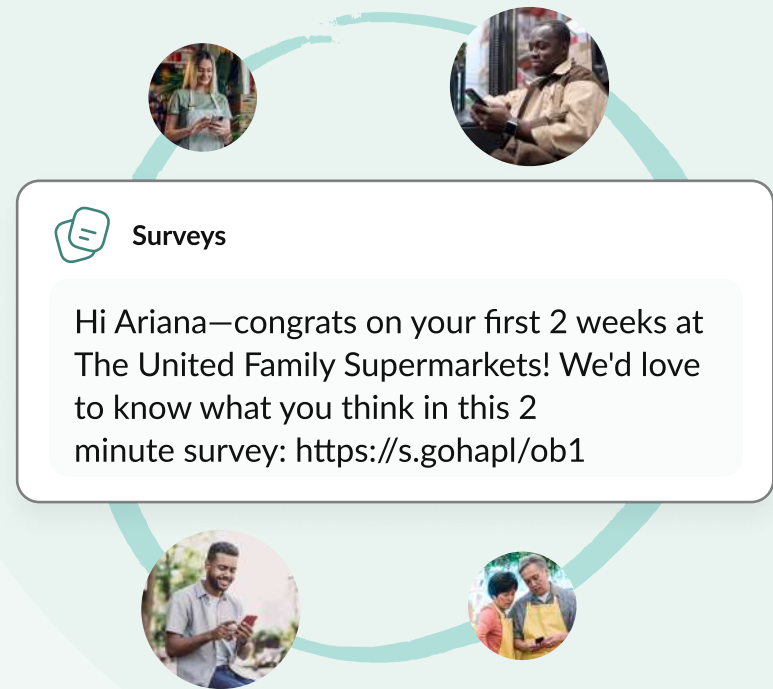 Surveys
Hi Ariana—congrats on your first 2 weeks at
The United Family Supermarkets! We'd love
to know what you think in this 2
minute survey: https://s.gohapl/ob1